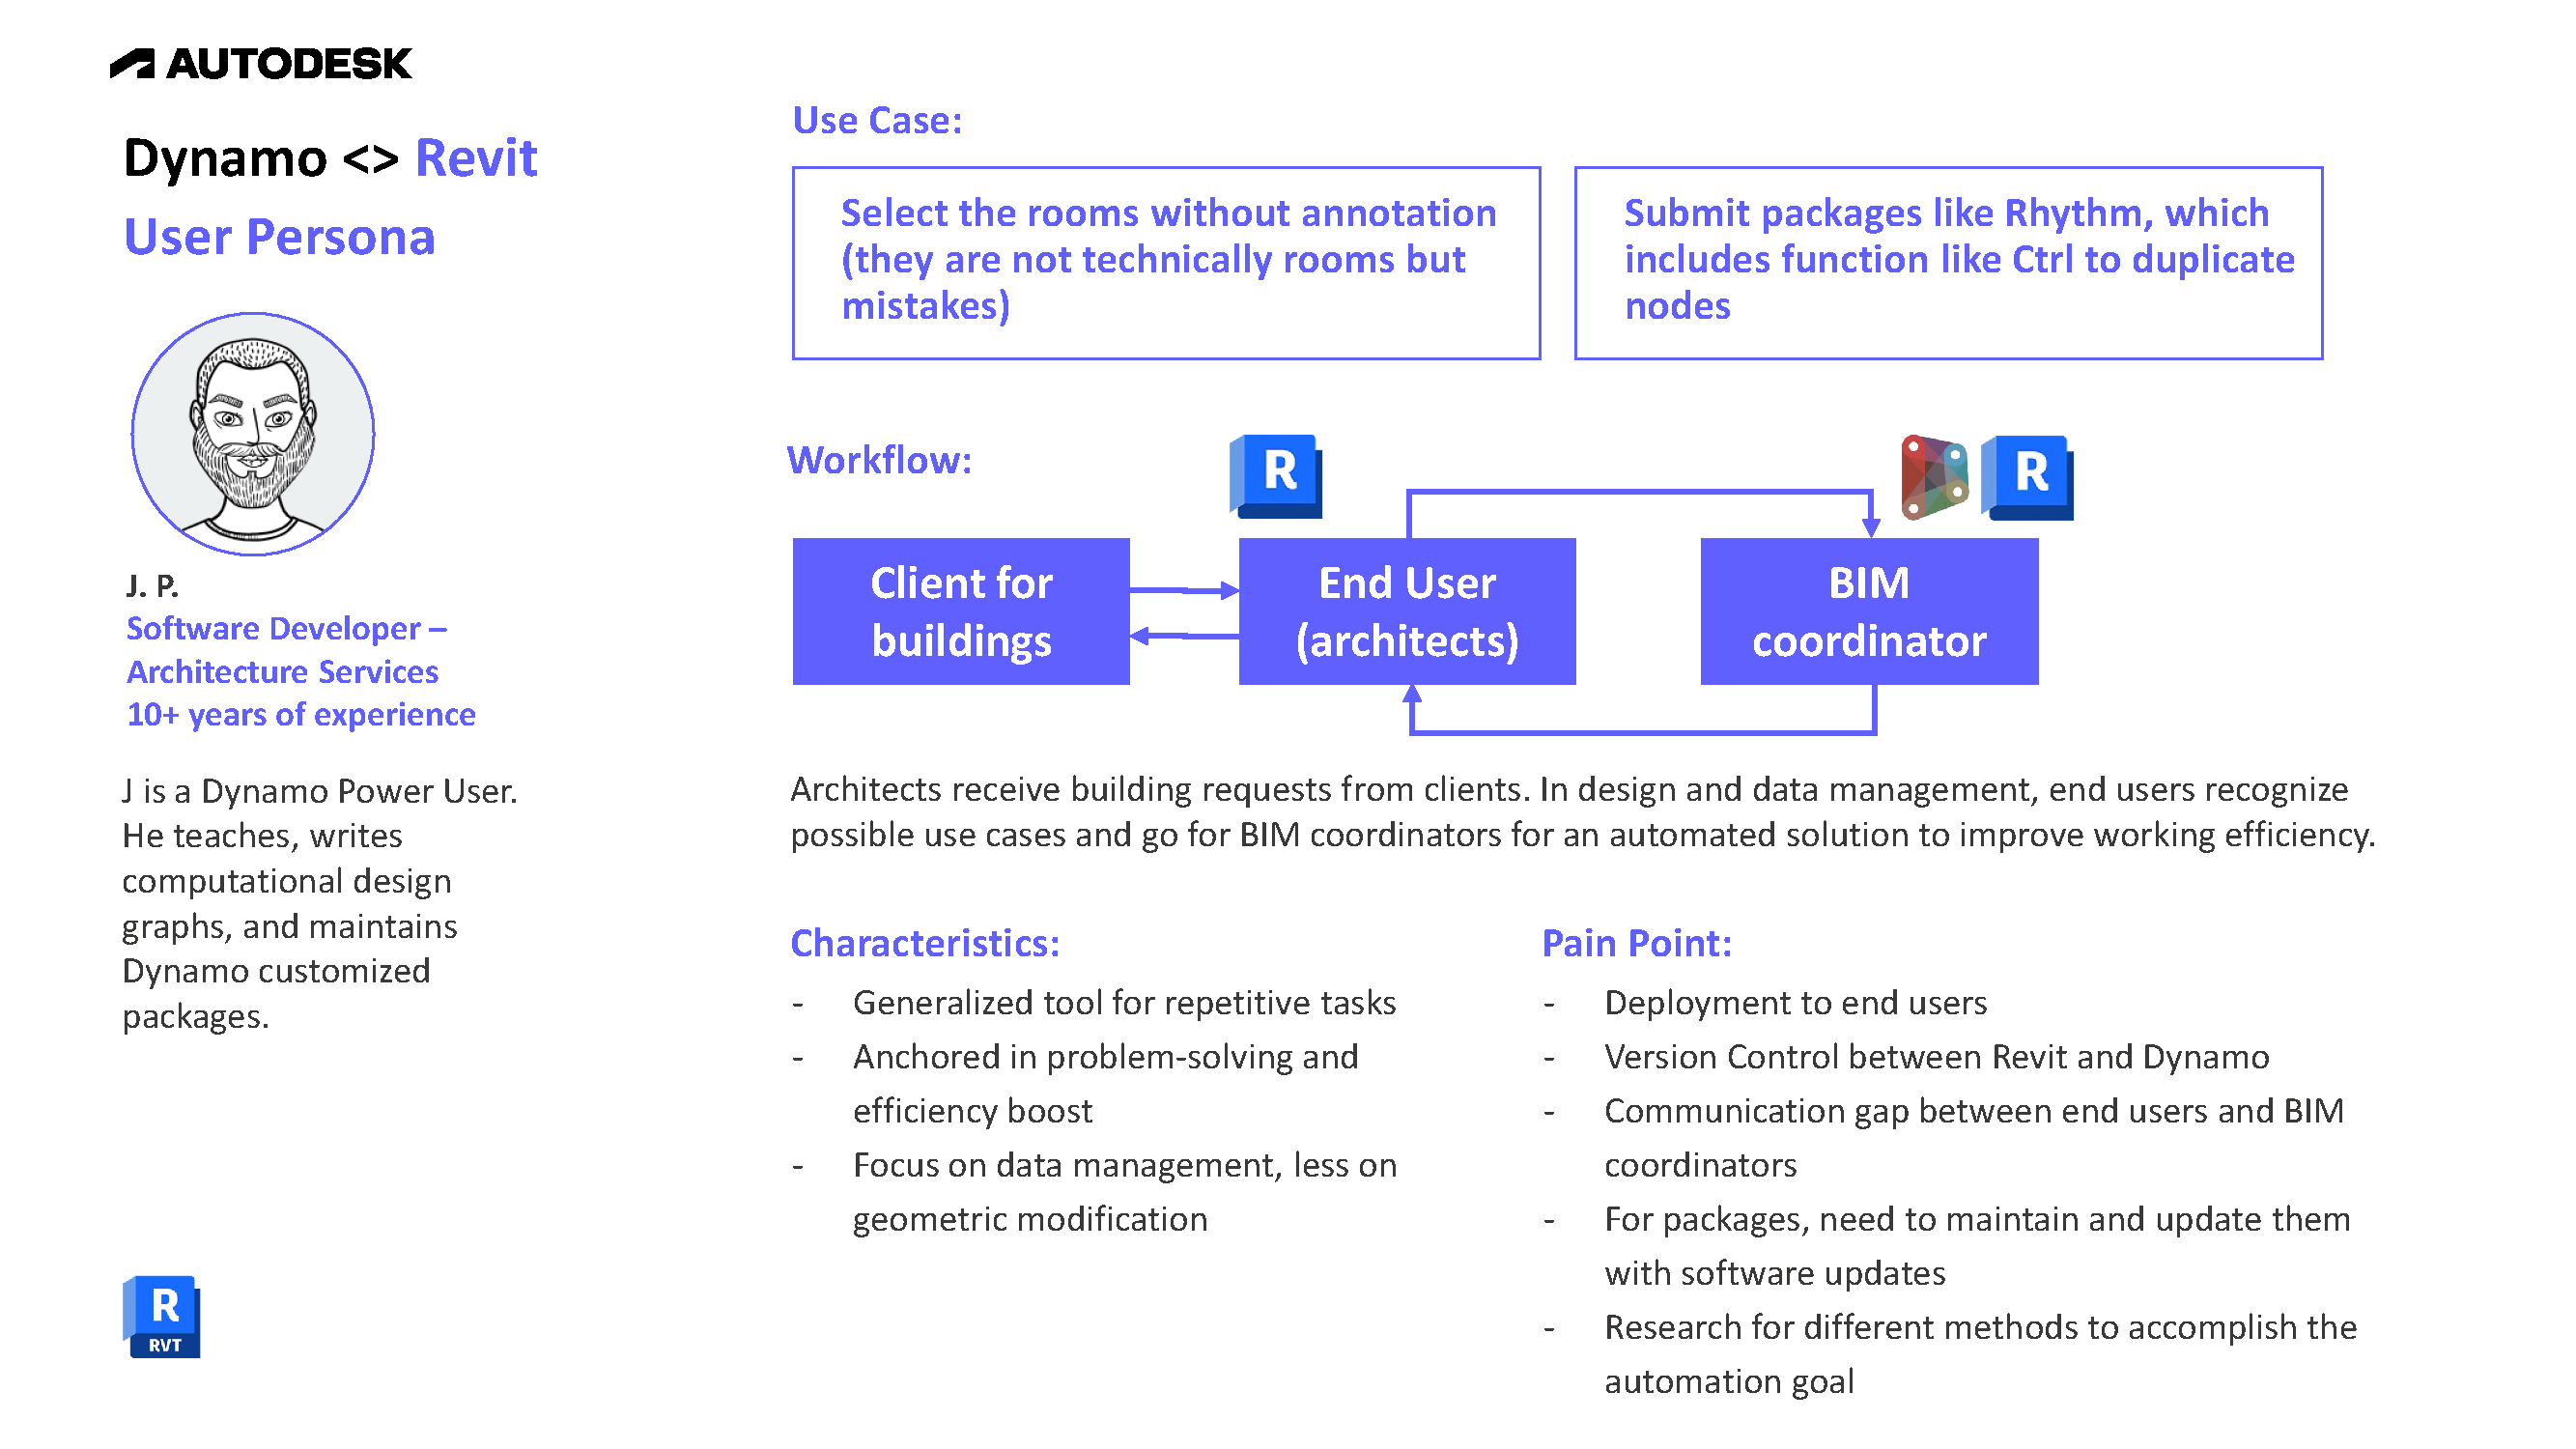 AUTODESK
Dynamo <> Revit
User Persona
J. P.
Software Developer –
Architecture Services
10+ years of experience
J is a Dynamo Power User.
He teaches, writes
computational design
graphs, and maintains
Dynamo customized
packages.
R
RVT
Use Case:
Select the rooms without annotation
(they are not technically rooms but
mistakes)
Submit packages like Rhythm, which
includes function like Ctrl to duplicate
nodes
Workflow:
R
R
Client for
buildings
End User
(architects)
BIM
coordinator
Architects receive building requests from clients. In design and data management, end users recognize
possible use cases and go for BIM coordinators for an automated solution to improve working efficiency.
Characteristics:
- Generalized tool for repetitive tasks
- Anchored in problem-solving and
efficiency boost
- Focus on data management, less on
geometric modification
Pain Point:
- Deployment to end users
- Version Control between Revit and Dynamo
- Communication gap between end users and BIM
coordinators
- For packages, need to maintain and update them
with software updates
- Research for different methods to accomplish the
automation goal